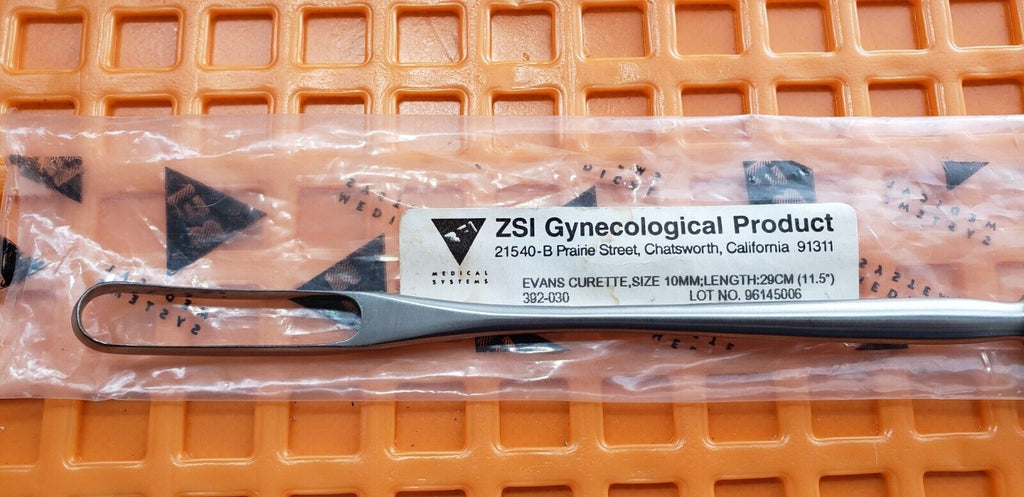 ZSI Gynecological Product
21540-B Prairie Street, Chatsworth, California 91311
MEDICAL
SYSTEMS
EVANS CURETTE,SIZE 10MM;LENGTH:29CM (11.5")
392-030 LOT NO. 96145006